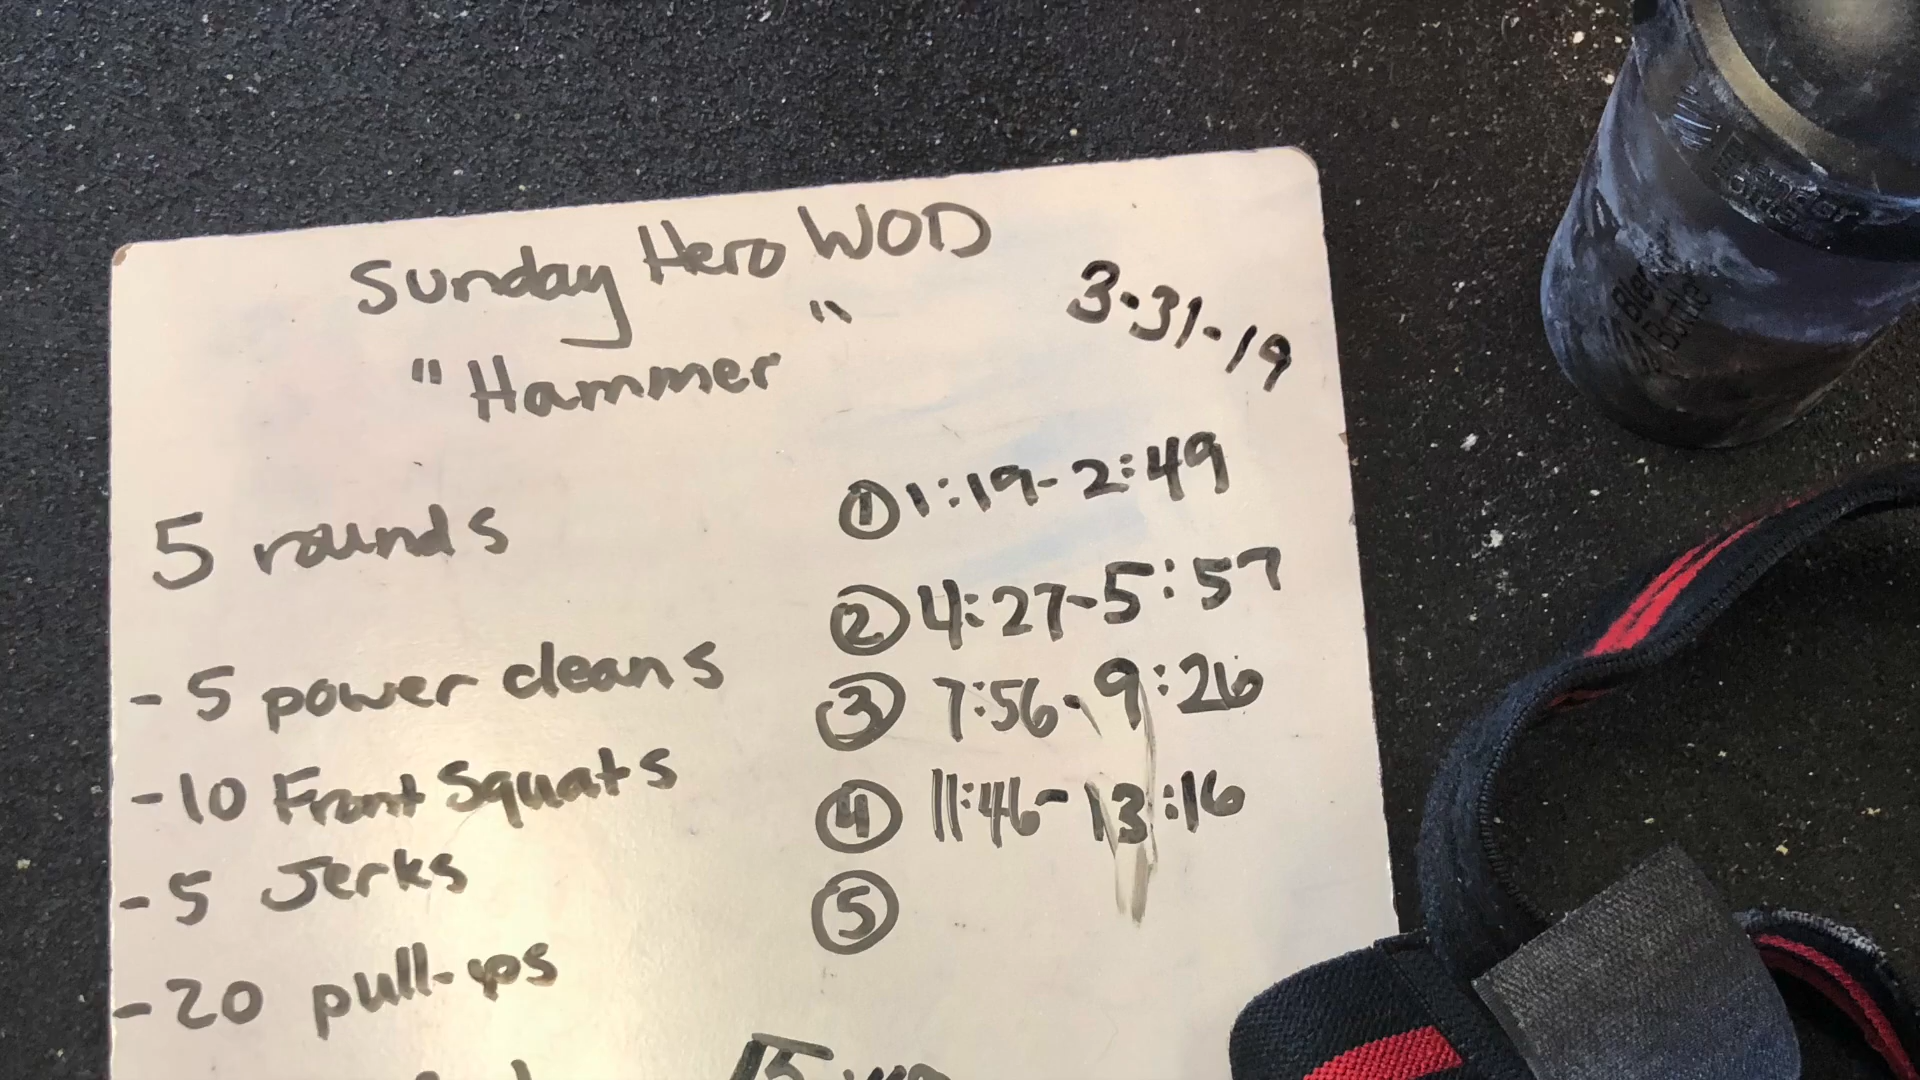 Sunday Hero WOD
"Hammer"
3-31-19
5 rounds
- 5 power cleans
- 10 Front Squats
- 5 Jerks
- 20 pull-ups
① 1:19-2:49
② 4:27-5:57
③ 7:56-9:26
④ 11:46-13:16
⑤
Blender
Bottle